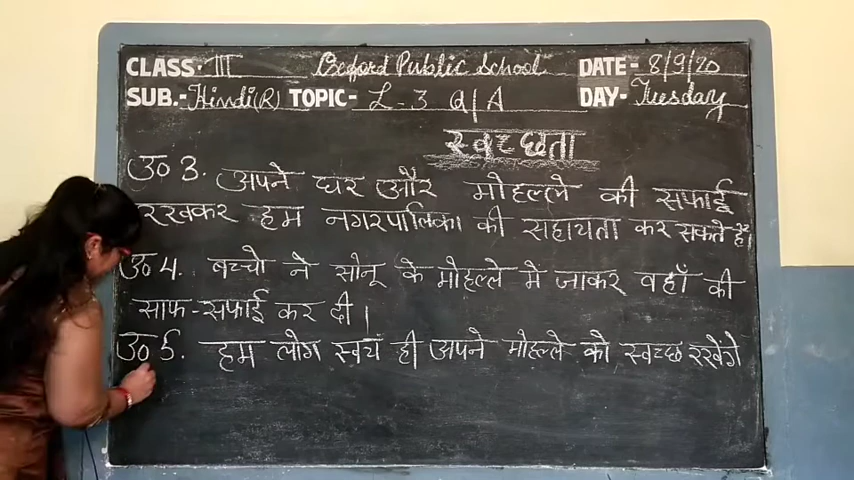 CLASS- III Oxford Public School DATE- 8/9/20
SUB.- Hindi(R) TOPIC- L-3 Q/A DAY- Tuesday
स्वच्छता
उ० 3. अपने घर और मोहल्ले की सफाई
रखकर हम नगरपालिका की सहायता कर सकते हैं।
उ० 4. बच्चो ने सोनू के मोहल्ले में जाकर वहाँ की
साफ-सफाई कर दी।
उ० 5. हम लोग स्वयं ही अपने मोहल्ले को स्वच्छ रखेंगे